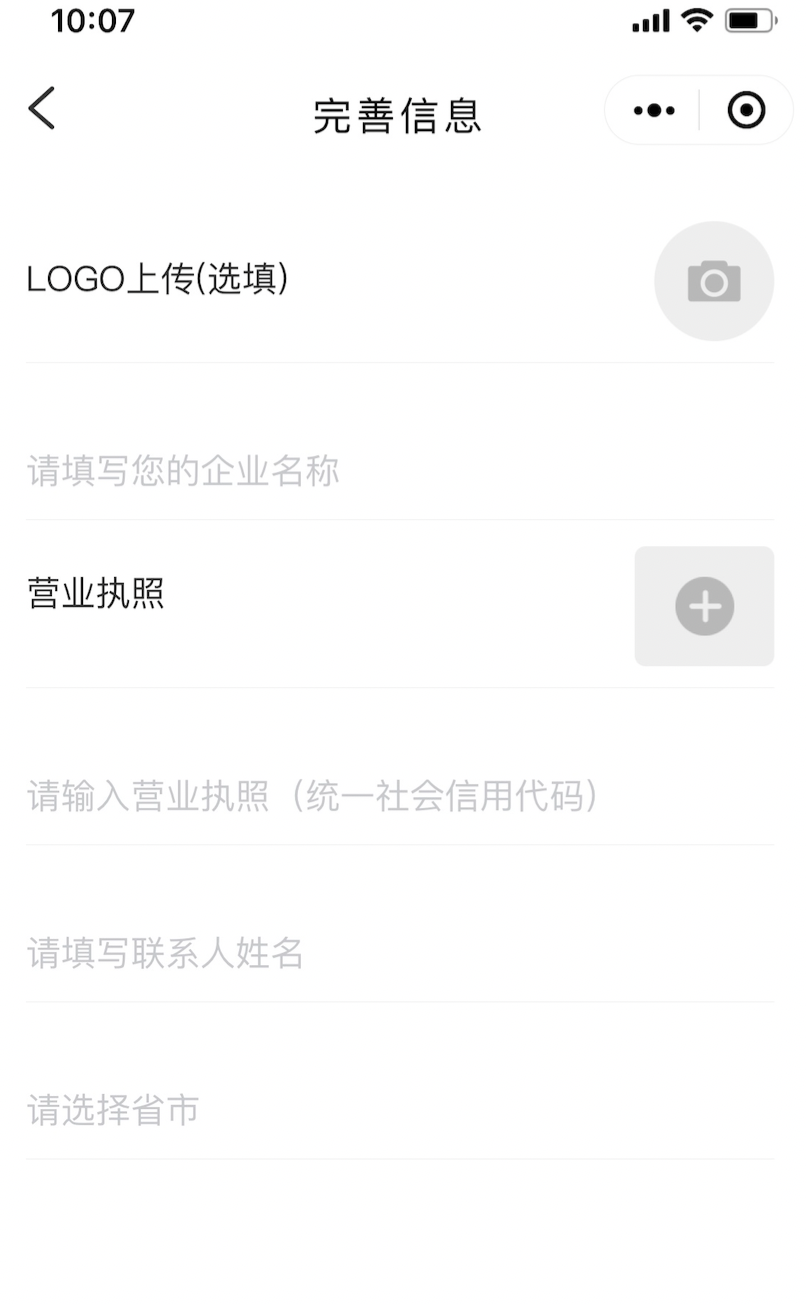 10:07
完善信息
LOGO上传(选填)
请填写您的企业名称
营业执照
请输入营业执照（统一社会信用代码）
请填写联系人姓名
请选择省市